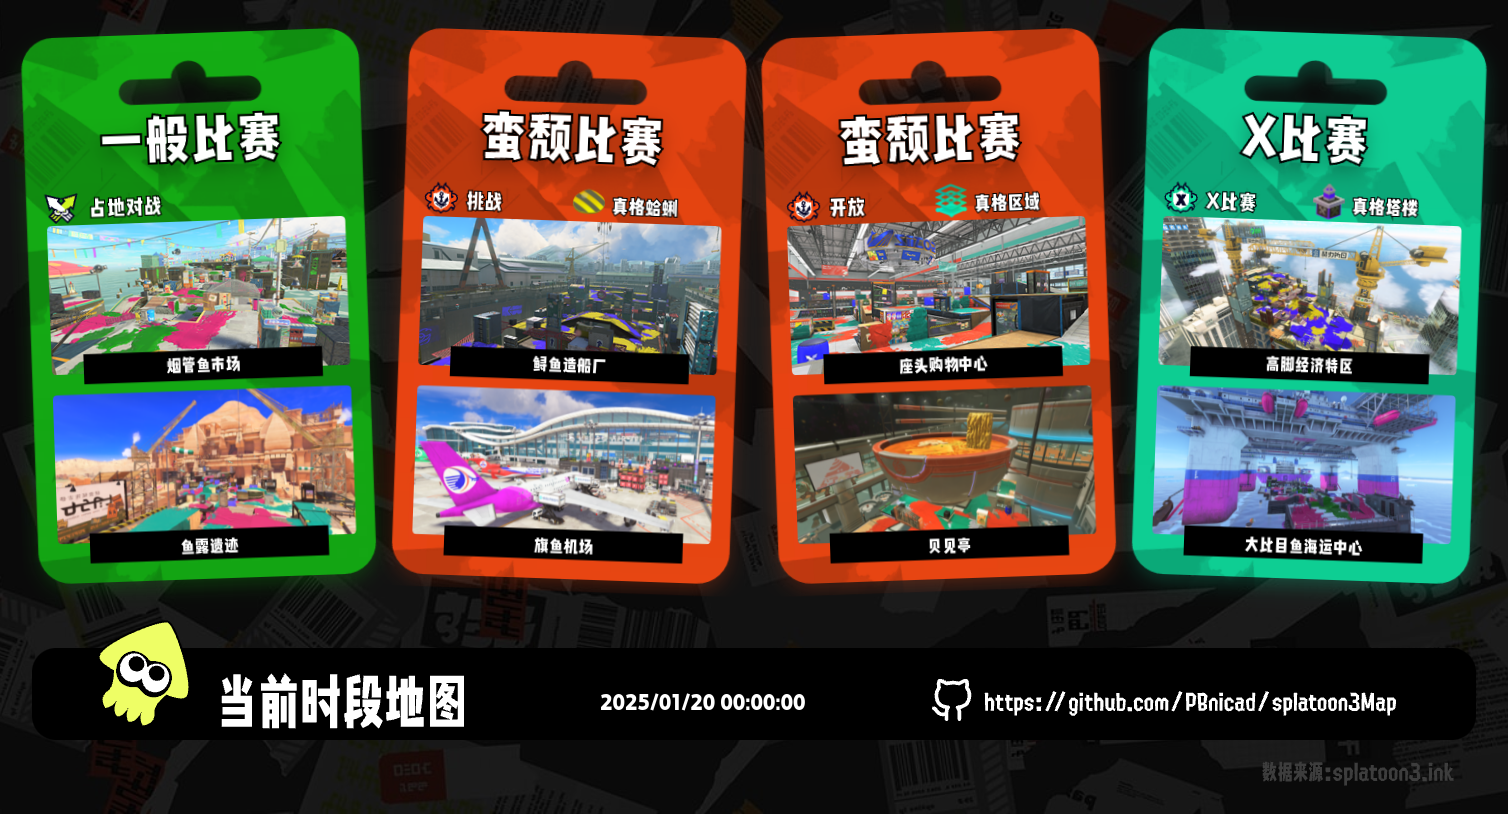 一般比赛
占地对战
烟管鱼市场
鱼露遗迹
蛮颓比赛
挑战
真格蛤蜊
鲟鱼造船厂
旗鱼机场
蛮颓比赛
开放
真格区域
座头购物中心
贝贝亭
X比赛
X比赛
真格塔楼
高脚经济特区
大比目鱼海运中心
当前时段地图
2025/01/20 00:00:00
https://github.com/PBnicad/splatoon3Map
数据来源:splatoon3.ink